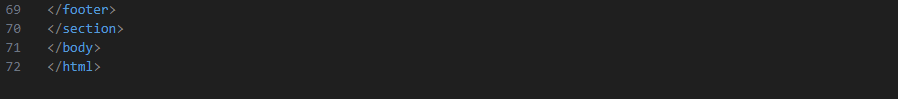 69 </footer>
70 </section>
71 </body>
72 </html>